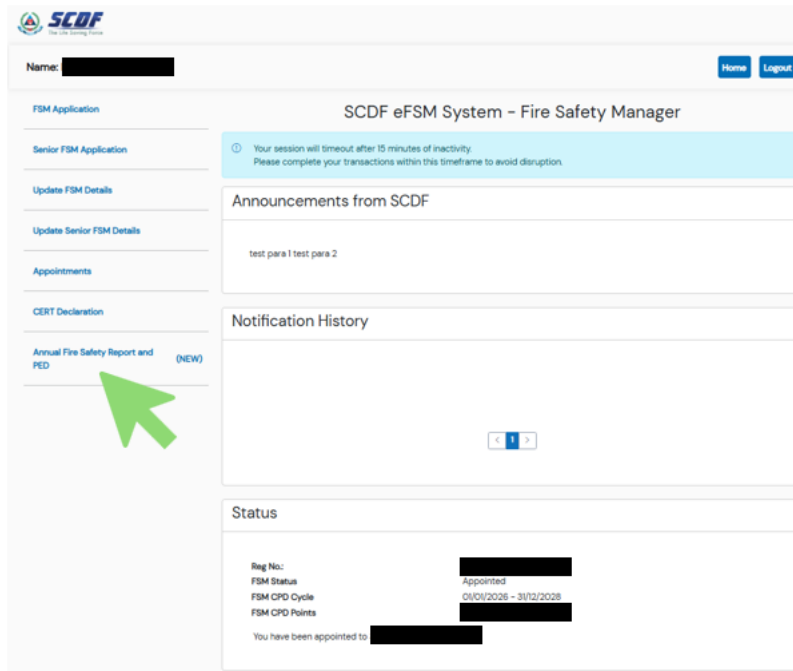 SCDF
The Life Saving Force
Name:
Home
Logout
FSM Application
Senior FSM Application
Update FSM Details
Update Senior FSM Details
Appointments
CERT Declaration
Annual Fire Safety Report and
PED
(NEW)
SCDF eFSM System - Fire Safety Manager
Your session will timeout after 15 minutes of inactivity.
Please complete your transactions within this timeframe to avoid disruption.
Announcements from SCDF
test para 1 test para 2
Notification History
< 1 >
Status
Reg No.:
FSM Status Appointed
FSM CPD Cycle 01/01/2026 - 31/12/2028
FSM CPD Points
You have been appointed to